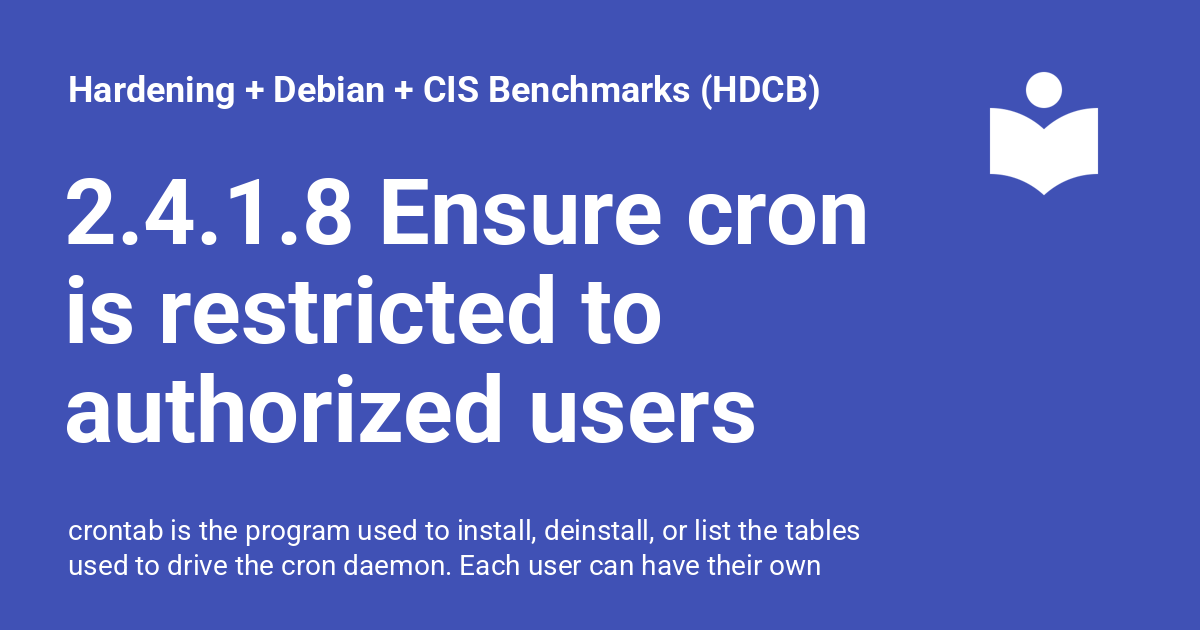 Hardening + Debian + CIS Benchmarks (HDCB)
2.4.1.8 Ensure cron
is restricted to
authorized users
crontab is the program used to install, deinstall, or list the tables
used to drive the cron daemon. Each user can have their own